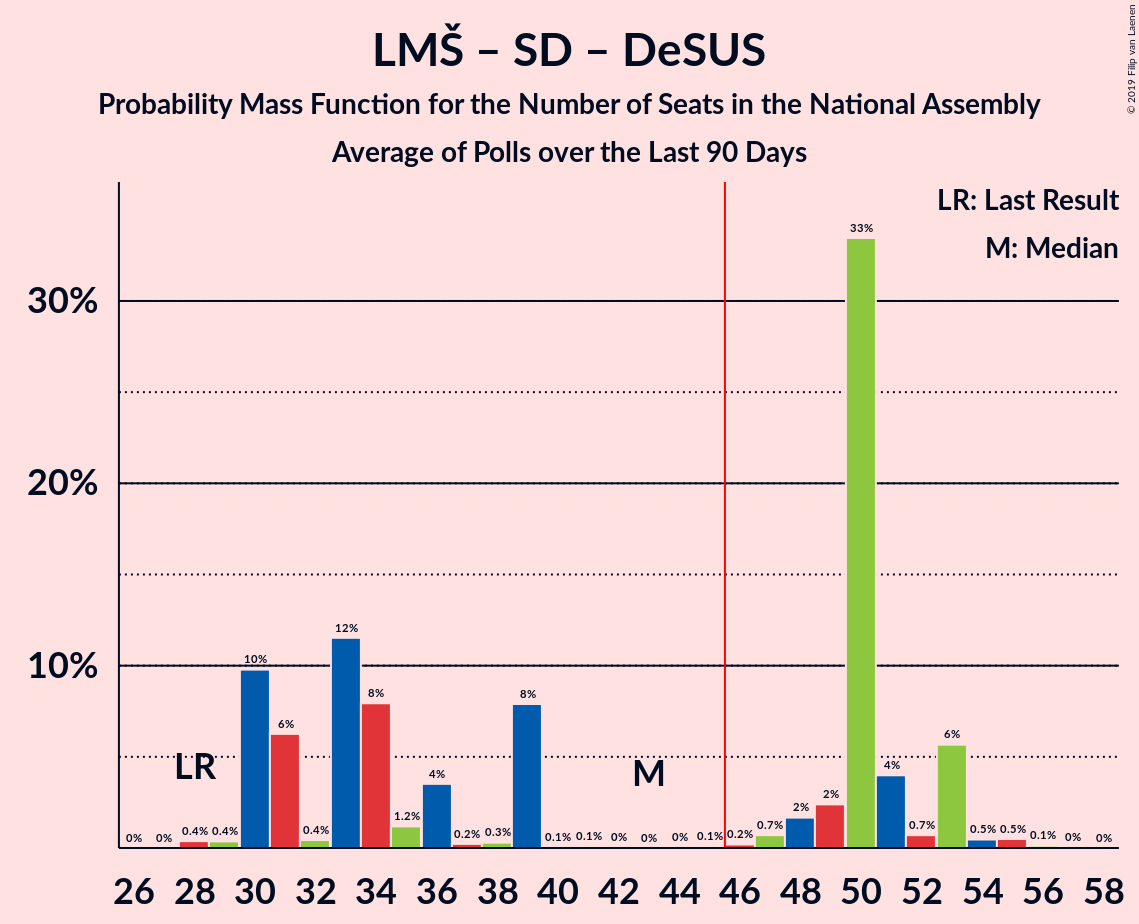 LMŠ – SD – DeSUS
Probability Mass Function for the Number of Seats in the National Assembly
Average of Polls over the Last 90 Days
© 2019 Filip van Laenen
LR: Last Result
M: Median
30%
20%
10%
0% 0% 0.4% 0.4% 10% 6% 0.4% 12% 8% 1.2% 4% 0.2% 0.3% 8% 0.1% 0.1% 0% 0% 0% 0.1% 0.2% 0.7% 2% 2% 33% 4% 0.7% 6% 0.5% 0.5% 0.1% 0% 0%
LR M
26 28 30 32 34 36 38 40 42 44 46 48 50 52 54 56 58